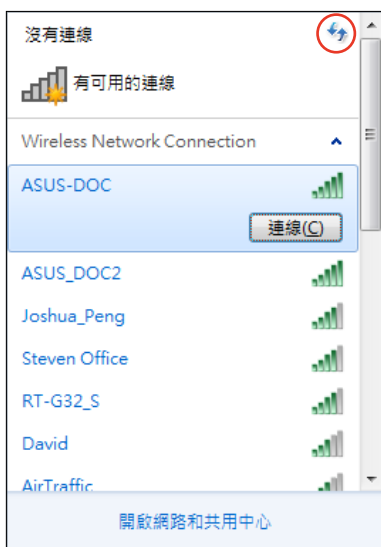 沒有連線
有可用的連線
Wireless Network Connection
ASUS-DOC
連線(C)
ASUS_DOC2
Joshua_Peng
Steven Office
RT-G32_S
David
AirTraffic
開啟網路和共用中心